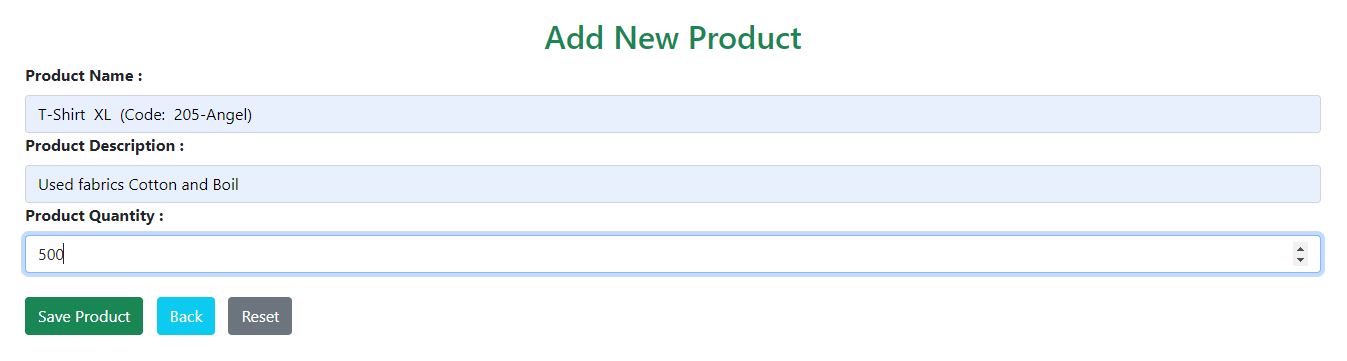 Add New Product
Product Name :
T-Shirt XL (Code: 205-Angel)
Product Description :
Used fabrics Cotton and Boil
Product Quantity :
500
Save Product Back Reset